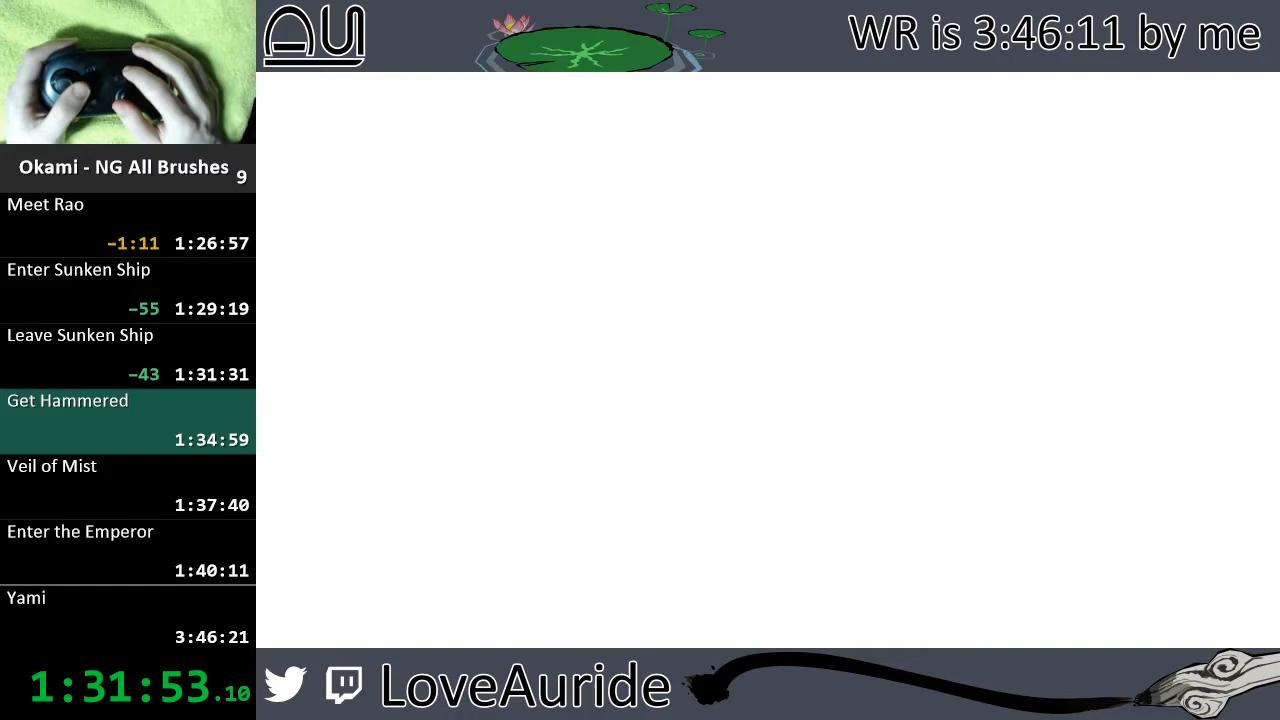 AU
WR is 3:46:11 by me
Okami - NG All Brushes 9
Meet Rao
-1:11 1:26:57
Enter Sunken Ship
-55 1:29:19
Leave Sunken Ship
-43 1:31:31
Get Hammered
1:34:59
Veil of Mist
1:37:40
Enter the Emperor
1:40:11
Yami
3:46:21
1:31:53.10
LoveAuride